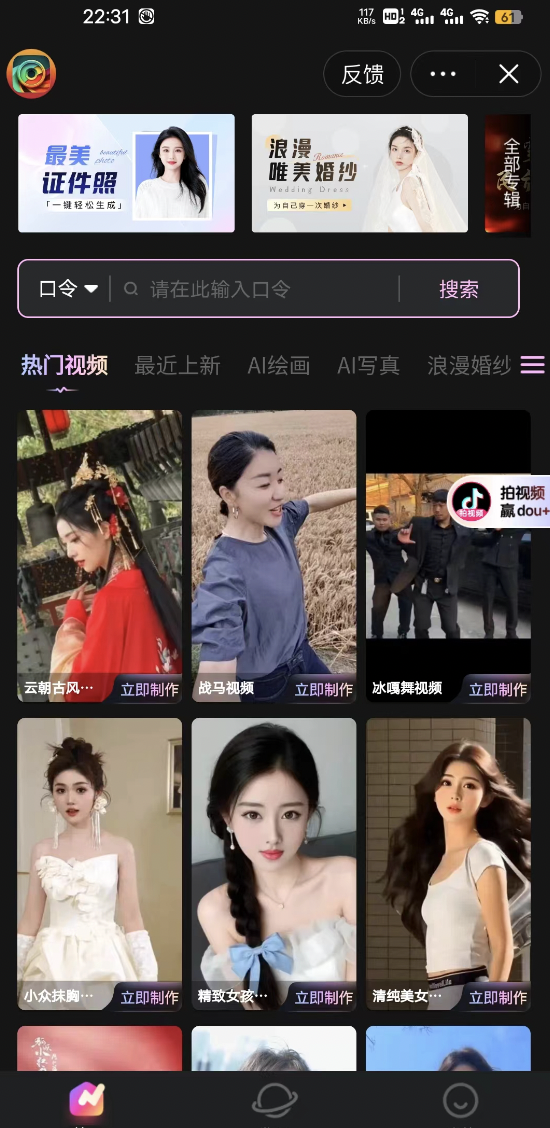 22:31
117 KB/s HD 1 2 4G 4G 61
反馈
最美 beautiful photo
证件照
「一键轻松生成」
浪漫 Romance
唯美婚纱
Wedding Dress
为自己穿一次婚纱
全部专辑
口令 请在此输入口令 搜索
热门视频 最近上新 AI绘画 AI写真 浪漫婚纱
拍视频
赢dou+
拍视频
云朝古风… 立即制作
战马视频 立即制作
冰嘎舞视频 立即制作
小众抹胸… 立即制作
精致女孩… 立即制作
清纯美女… 立即制作